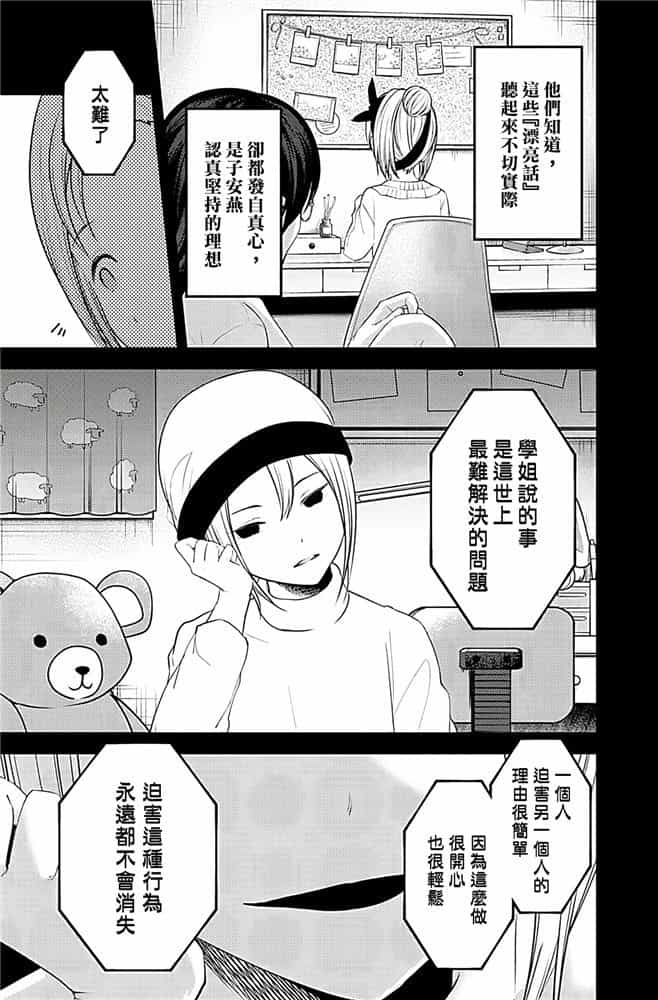 他們知道，
這些『漂亮話』
聽起來不切實際
卻都發自真心，
是子安燕
認真堅持的理想
太難了
學姐說的事
是這世上
最難解決的問題
一個人
迫害另一個人的
理由很簡單
因為這麼做
很開心
也很輕鬆
迫害這種行為
永遠都不會消失